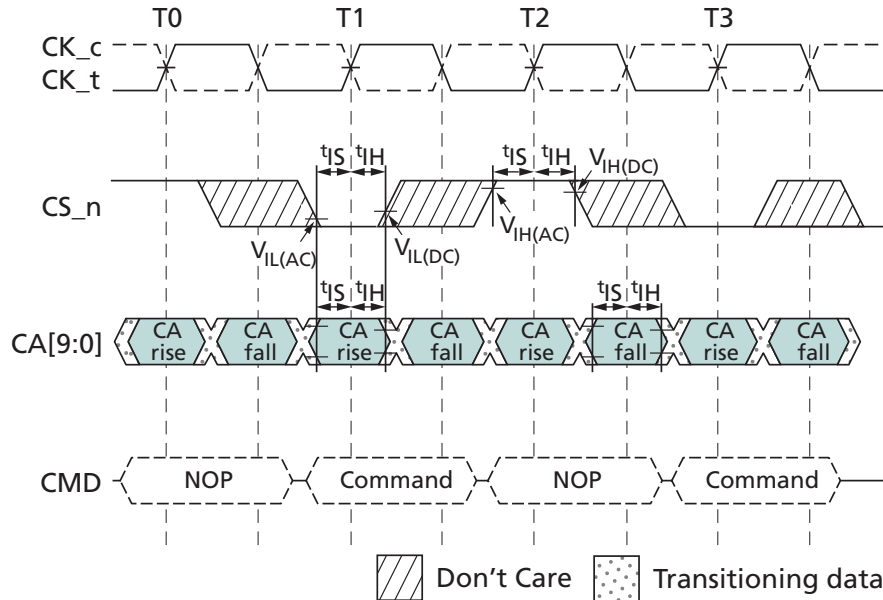 T0 T1 T2 T3
CK_c
CK_t
tIS tIH tIS tIH VIH(DC)
CS_n
VIL(AC) VIL(DC) VIH(AC)
tIS tIH tIS tIH
CA[9:0] CA rise CA fall CA rise CA fall CA rise CA fall CA rise CA fall
CMD NOP Command NOP Command
Don't Care Transitioning data